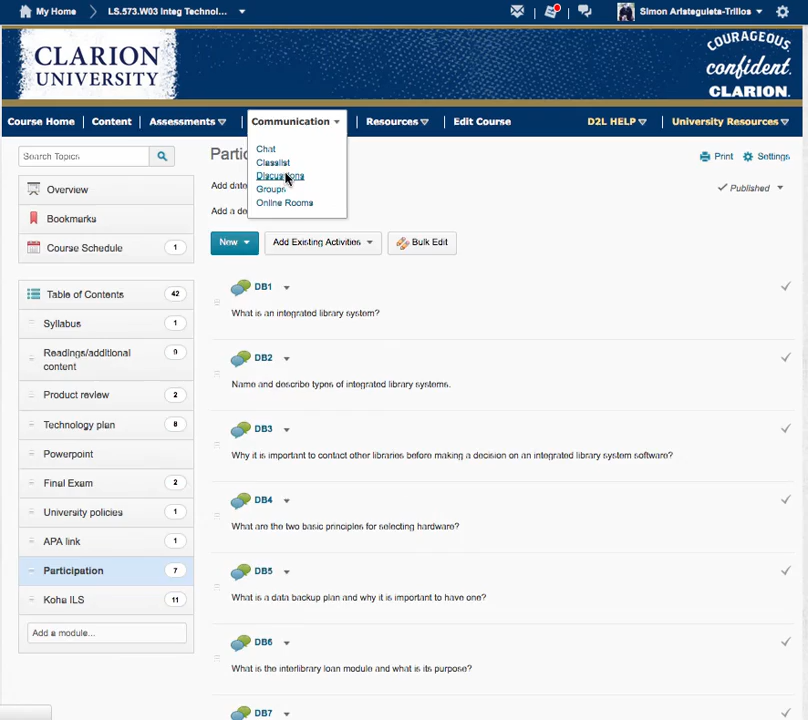 My Home
LS.573.W03 Integ Technol...
Simon Aristeguieta-Trillos
CLARION
UNIVERSITY
COURAGEOUS.
confident.
CLARION.
Course Home
Content
Assessments
Communication
Resources
Edit Course
D2L HELP
University Resources
Chat
Classlist
Discussions
Groups
Online Rooms
Search Topics
Partic
Print
Settings
Add date
Published
Add a de
Overview
Bookmarks
Course Schedule 1
New
Add Existing Activities
Bulk Edit
Table of Contents 42
Syllabus 1
Readings/additional
content 9
Product review 2
Technology plan 8
Powerpoint
Final Exam 2
University policies 1
APA link 1
Participation 7
Koha ILS 11
Add a module...
DB1
What is an integrated library system?
DB2
Name and describe types of integrated library systems.
DB3
Why it is important to contact other libraries before making a decision on an integrated library system software?
DB4
What are the two basic principles for selecting hardware?
DB5
What is a data backup plan and why it is important to have one?
DB6
What is the interlibrary loan module and what is its purpose?
DB7